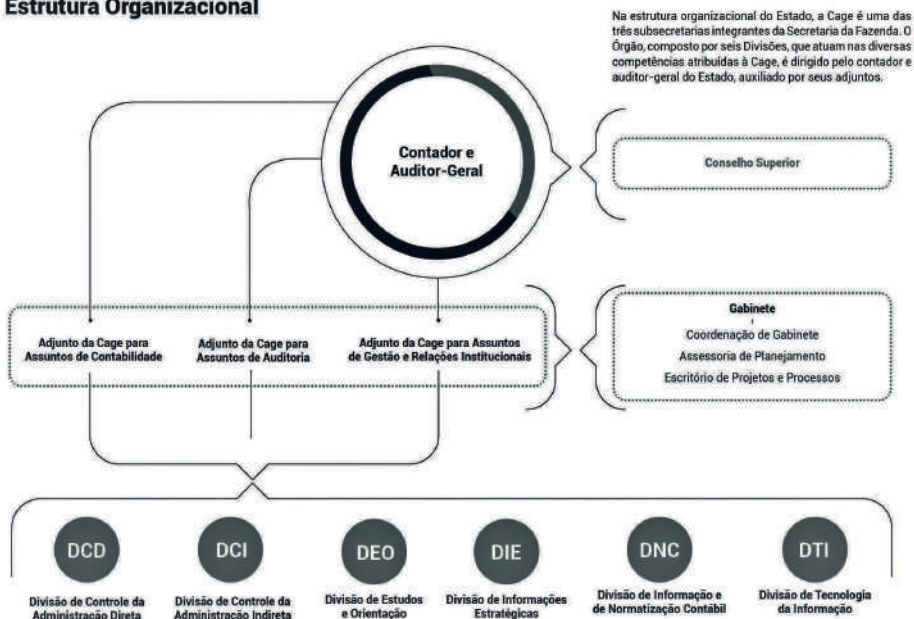 Estrutura Organizacional
Na estrutura organizacional do Estado, a Cage é uma das
três subsecretarias integrantes da Secretaria da Fazenda. O
Órgão, composto por seis Divisões, que atuam nas diversas
competências atribuídas à Cage, é dirigido pelo contador e
auditor-geral do Estado, auxiliado por seus adjuntos.
Contador e
Auditor-Geral
Conselho Superior
Adjunto da Cage para
Assuntos de Contabilidade
Adjunto da Cage para
Assuntos de Auditoria
Adjunto da Cage para Assuntos
de Gestão e Relações Institucionais
Gabinete
Coordenação de Gabinete
Assessoria de Planejamento
Escritório de Projetos e Processos
DCD
Divisão de Controle da
Administração Direta
DCI
Divisão de Controle da
Administração Indireta
DEO
Divisão de Estudos
e Orientação
DIE
Divisão de Informações
Estratégicas
DNC
Divisão de Informação e
de Normatização Contábil
DTI
Divisão de Tecnologia
da Informação